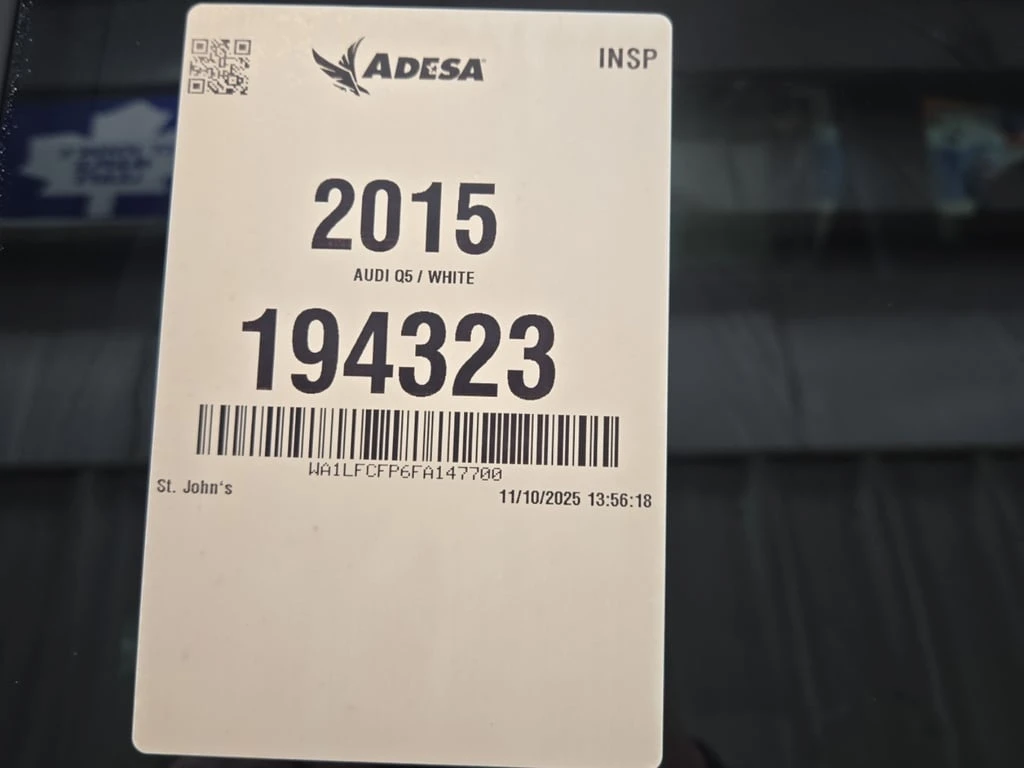 ADESA
INSP
2015
AUDI Q5 / WHITE
194323
WA1LFCFP6FA147700
St. John's
11/10/2025 13:56:18